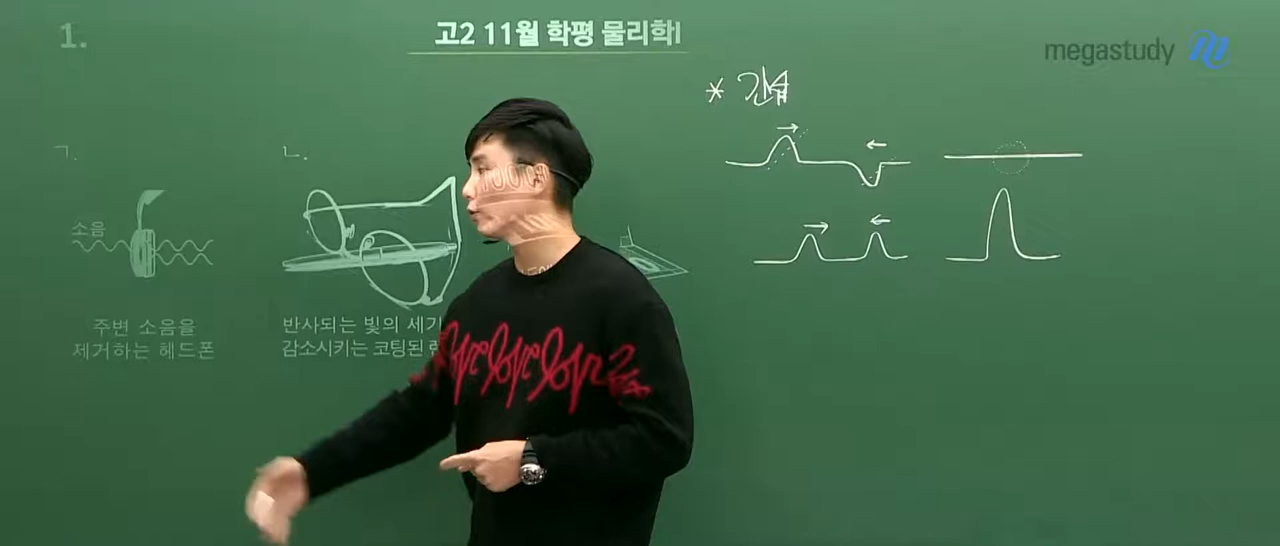 1.
고2 11월 학평 물리학I
megastudy
* 간섭
ㄱ.
ㄴ.
소음
주변 소음을
제거하는 헤드폰
반사되는 빛의 세기
감소시키는 코팅된